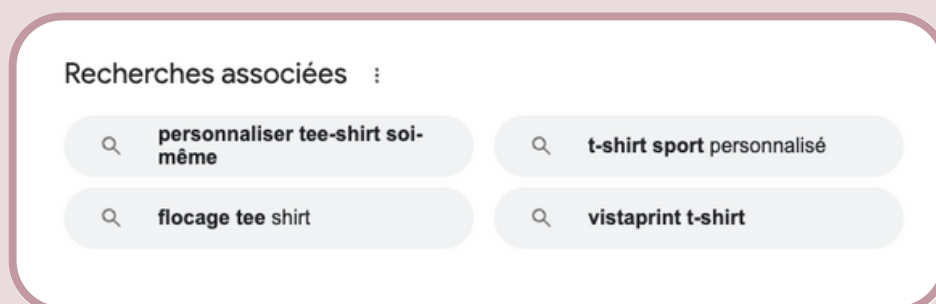 Recherches associées
personnaliser tee-shirt soi-
même
t-shirt sport personnalisé
flocage tee shirt
vistaprint t-shirt